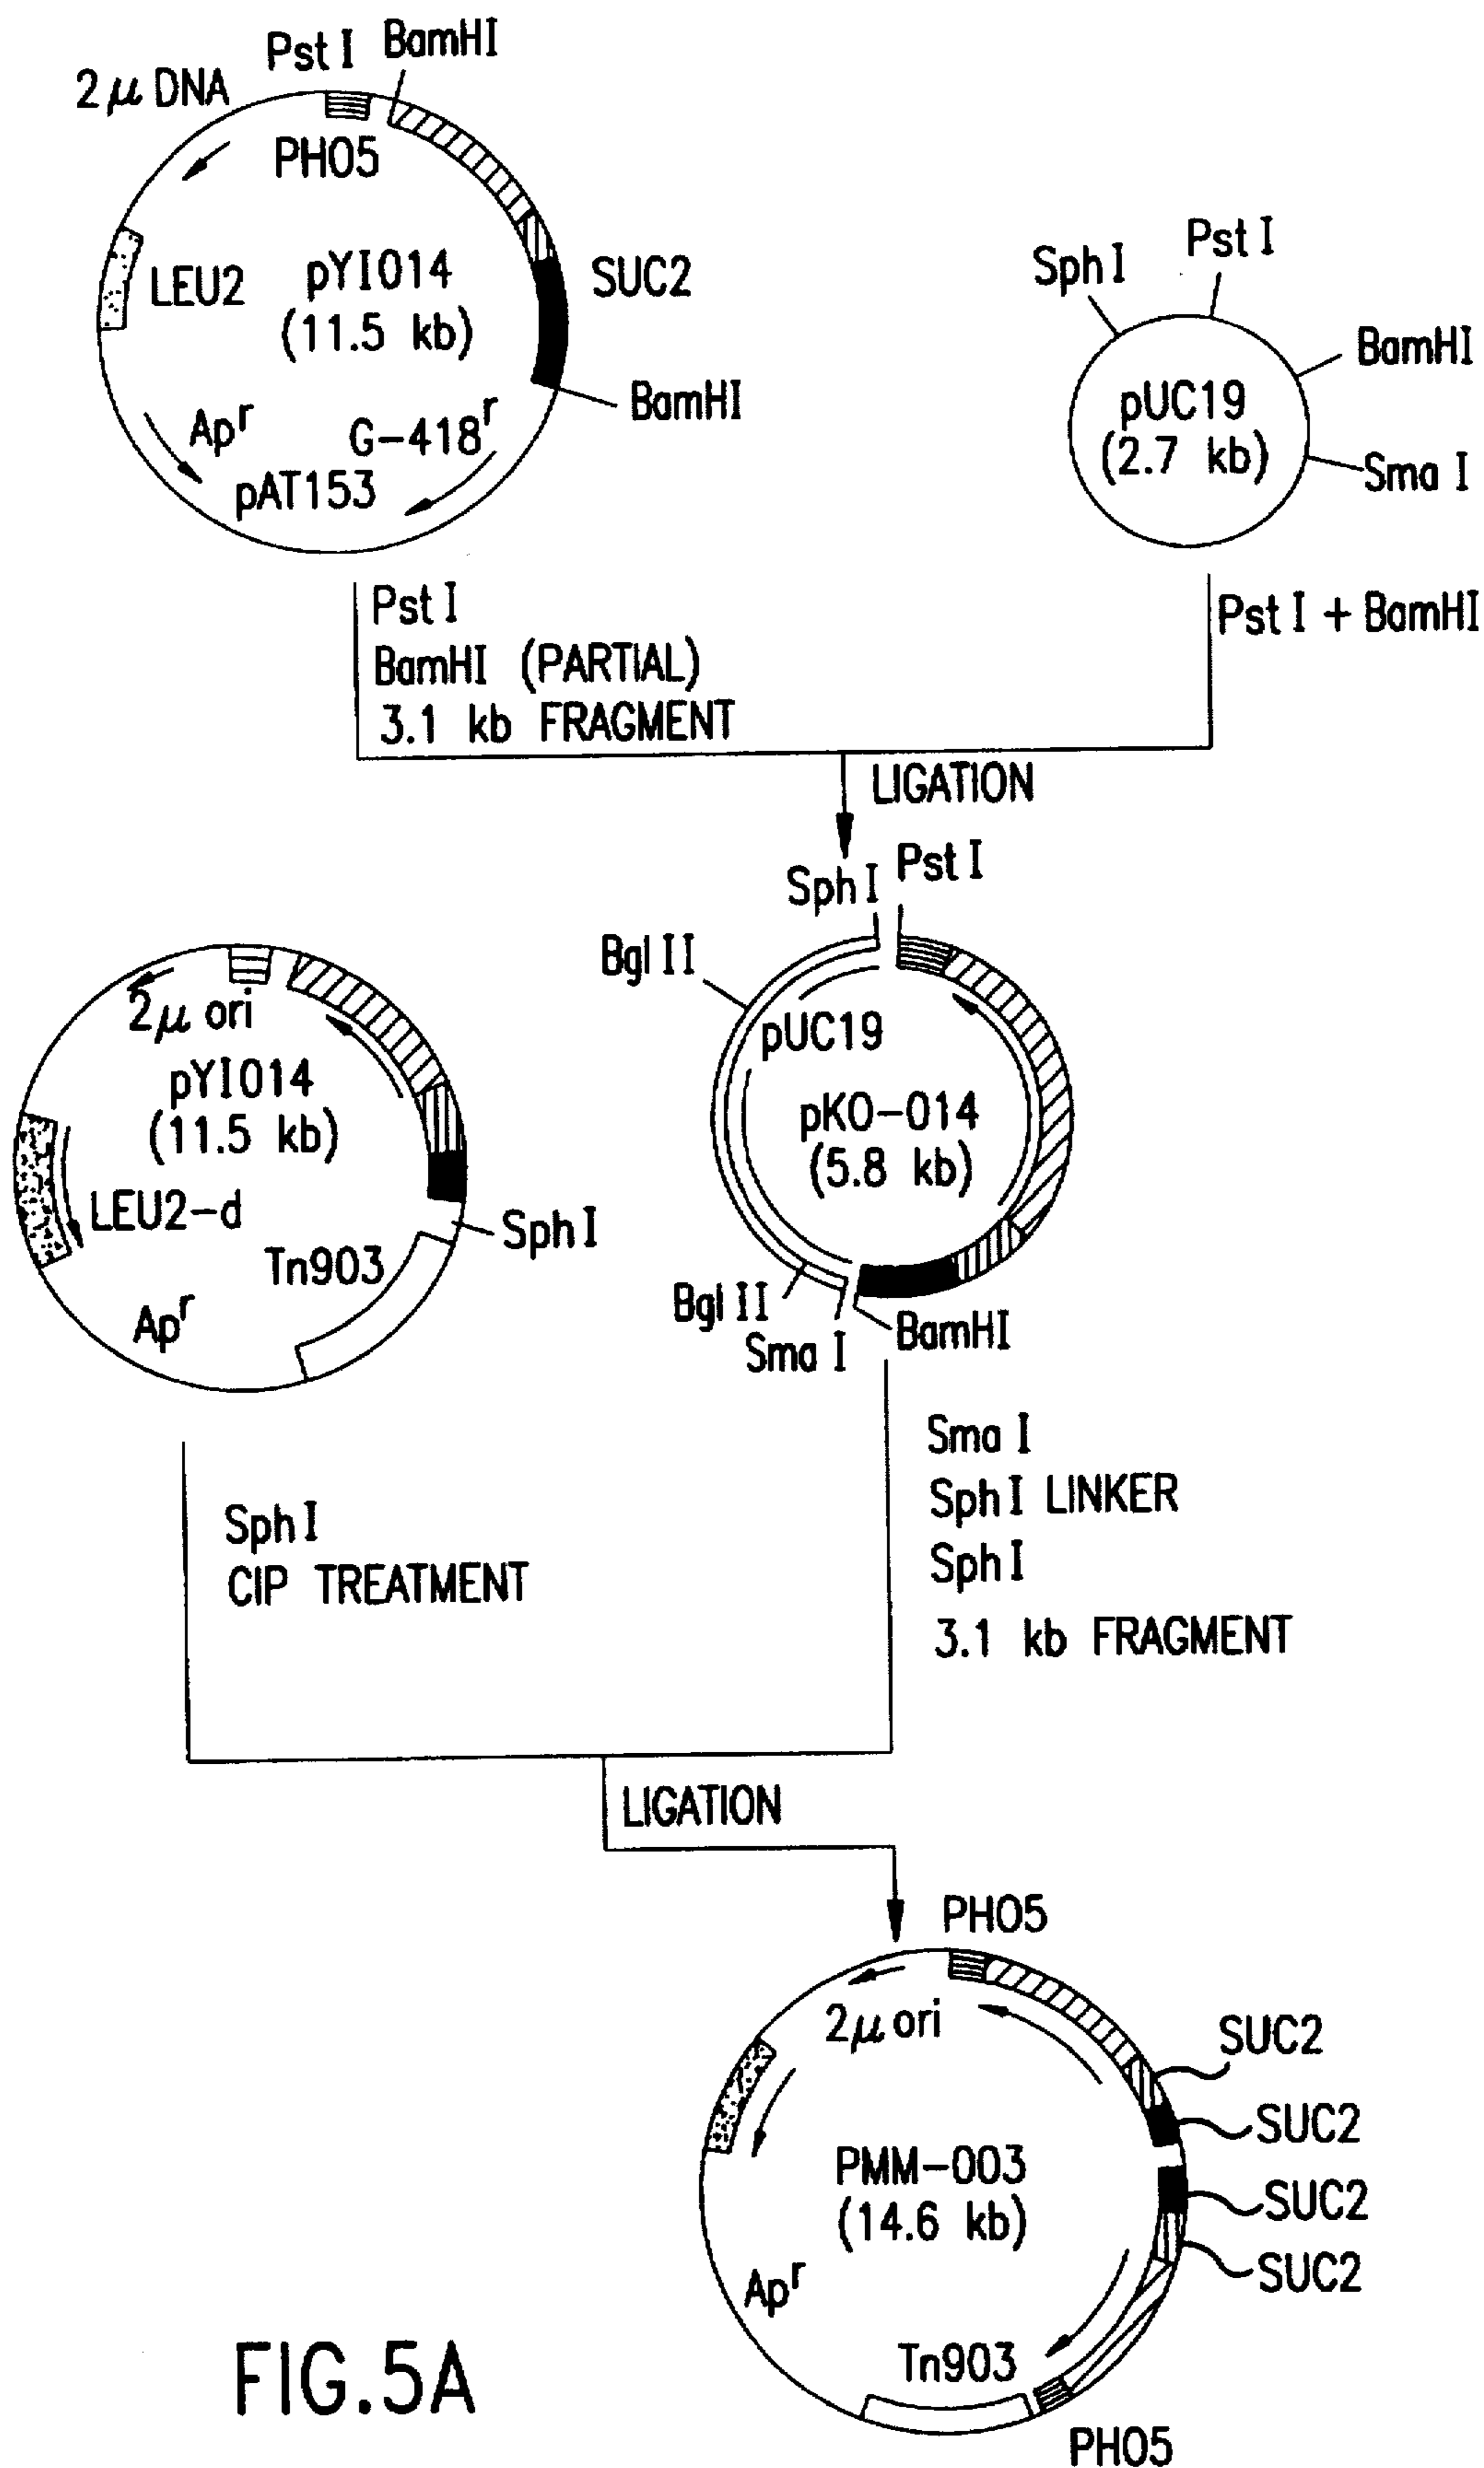 Pst I BamHI
2μ DNA
PHO5
LEU2
pYI014
(11.5 kb)
SUC2
BamHI
Apr
G-418r
pAT153
Sph I
Pst I
BamHI
pUC19
(2.7 kb)
Sma I
Pst I
BamHI (PARTIAL)
3.1 kb FRAGMENT
Pst I + BamHI
LIGATION
Sph I
Pst I
Bgl II
pUC19
pKO-014
(5.8 kb)
Bgl II
Sma I
BamHI
2μ ori
pYI014
(11.5 kb)
LEU2-d
Sph I
Tn903
Apr
Sph I
CIP TREATMENT
Sma I
Sph I LINKER
Sph I
3.1 kb FRAGMENT
LIGATION
PHO5
2μ ori
SUC2
SUC2
PMM-003
(14.6 kb)
SUC2
SUC2
Apr
Tn903
PHO5
FIG.5A